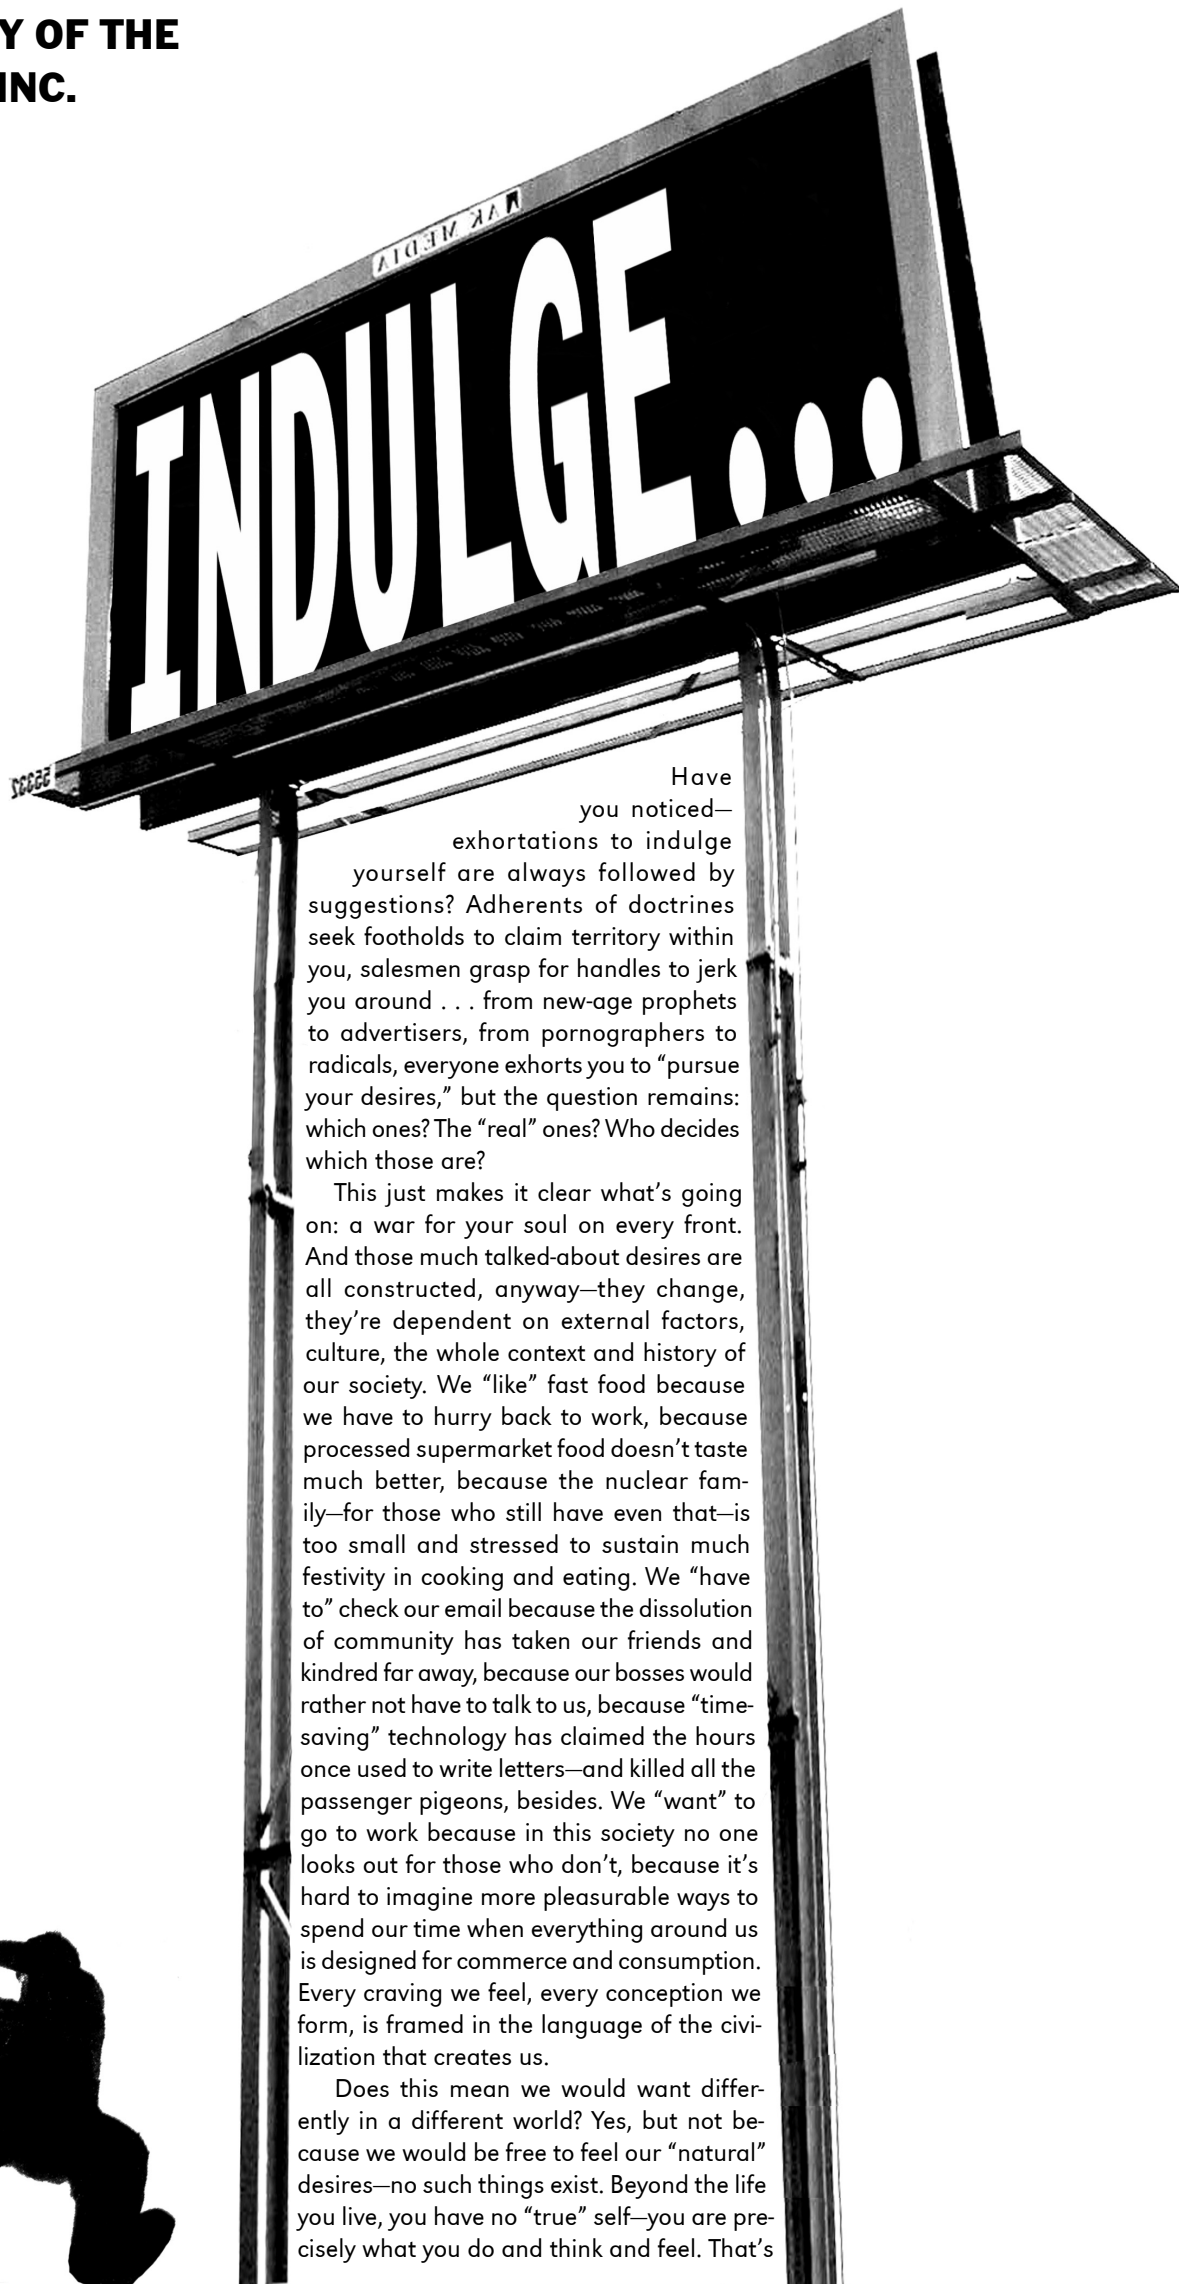 Y OF THE
INC.
AK MEDIA
INDULGE...
55332
Have
you noticed—
exhortations to indulge
yourself are always followed by
suggestions? Adherents of doctrines
seek footholds to claim territory within
you, salesmen grasp for handles to jerk
you around . . . from new-age prophets
to advertisers, from pornographers to
radicals, everyone exhorts you to “pursue
your desires,” but the question remains:
which ones? The “real” ones? Who decides
which those are?
This just makes it clear what’s going
on: a war for your soul on every front.
And those much talked-about desires are
all constructed, anyway—they change,
they’re dependent on external factors,
culture, the whole context and history of
our society. We “like” fast food because
we have to hurry back to work, because
processed supermarket food doesn’t taste
much better, because the nuclear fam-
ily—for those who still have even that—is
too small and stressed to sustain much
festivity in cooking and eating. We “have
to” check our email because the dissolution
of community has taken our friends and
kindred far away, because our bosses would
rather not have to talk to us, because “time-
saving” technology has claimed the hours
once used to write letters—and killed all the
passenger pigeons, besides. We “want” to
go to work because in this society no one
looks out for those who don’t, because it’s
hard to imagine more pleasurable ways to
spend our time when everything around us
is designed for commerce and consumption.
Every craving we feel, every conception we
form, is framed in the language of the civi-
lization that creates us.
Does this mean we would want differ-
ently in a different world? Yes, but not be-
cause we would be free to feel our “natural”
desires—no such things exist. Beyond the life
you live, you have no “true” self—you are pre-
cisely what you do and think and feel. That’s